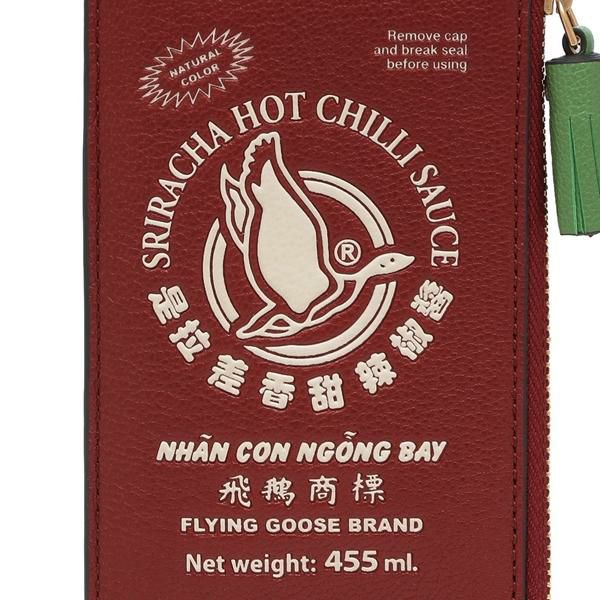 NATURAL
COLOR
Remove cap
and break seal
before using
SRIRACHA HOT CHILLI SAUCE
®
是拉差香甜辣椒醬
NHÃN CON NGỖNG BAY
飛鵝商標
FLYING GOOSE BRAND
Net weight: 455 ml.